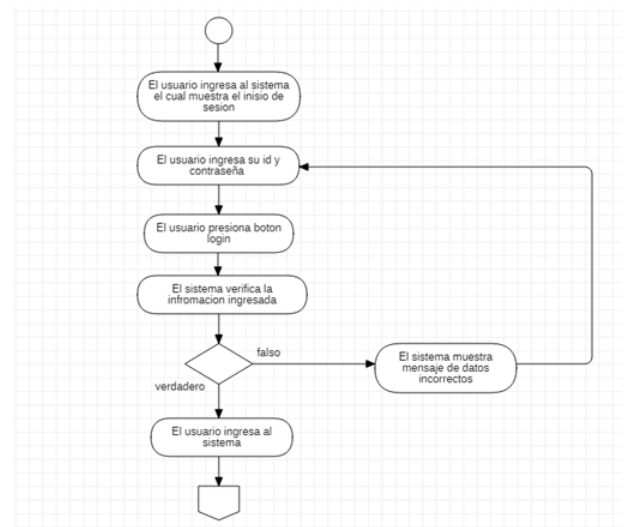 El usuario ingresa al sistema
el cual muestra el inisio de
sesion
El usuario ingresa su id y
contraseña
El usuario presiona boton
login
El sistema verifica la
infromacion ingresada
falso
El sistema muestra
mensaje de datos
incorrectos
verdadero
El usuario ingresa al
sistema